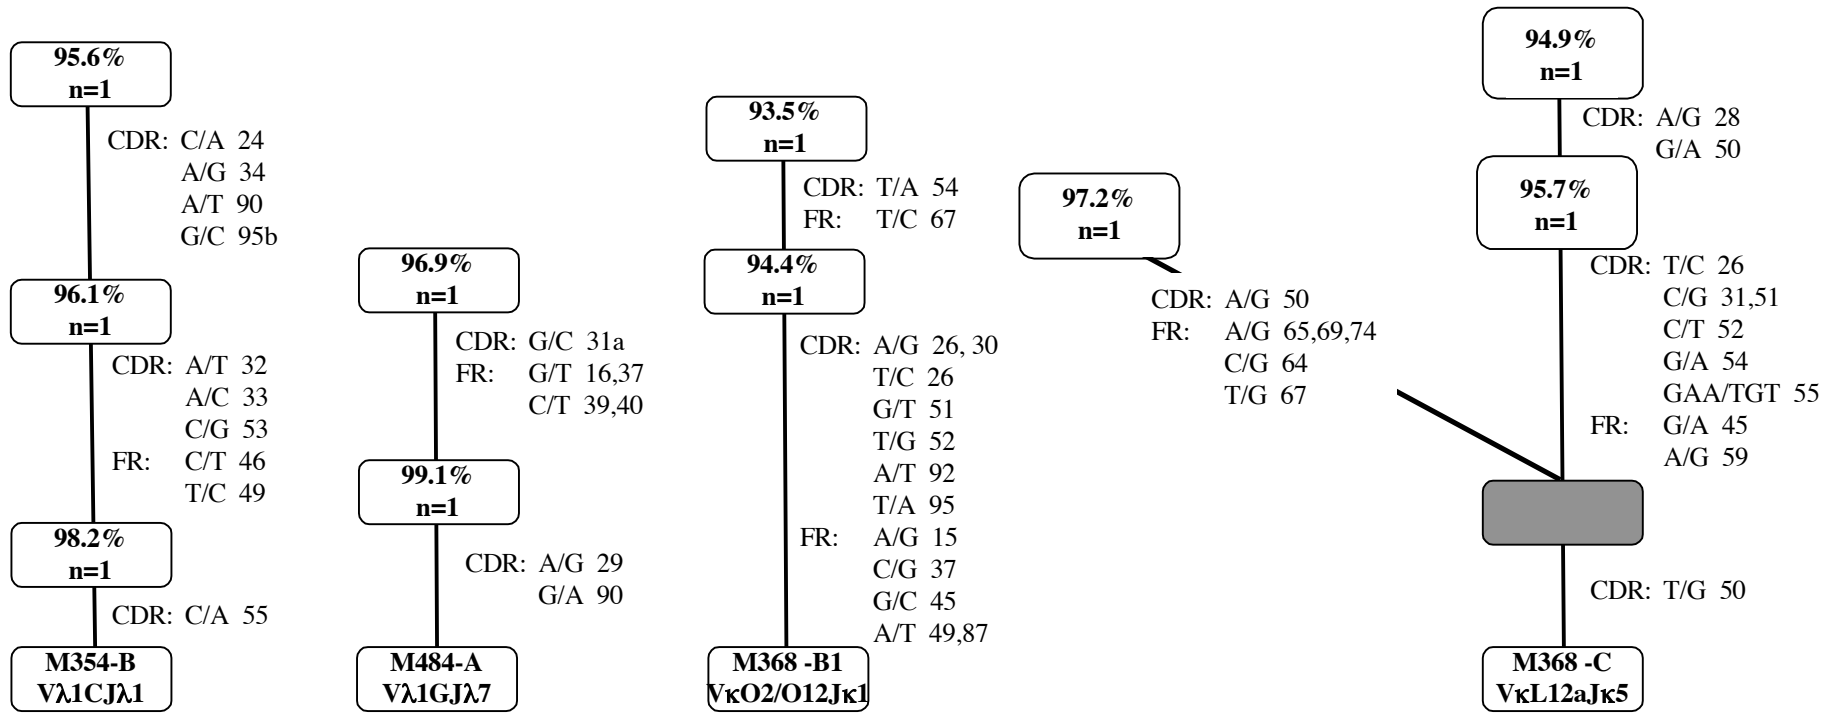 95.6%
n=1
CDR: C/A 24
A/G 34
A/T 90
G/C 95b
96.1%
n=1
CDR: A/T 32
A/C 33
C/G 53
FR: C/T 46
T/C 49
98.2%
n=1
CDR: C/A 55
M354-B
Vλ1CJλ1
96.9%
n=1
CDR: G/C 31a
FR: G/T 16,37
C/T 39,40
99.1%
n=1
CDR: A/G 29
G/A 90
M484-A
Vλ1GJλ7
93.5%
n=1
CDR: T/A 54
FR: T/C 67
94.4%
n=1
CDR: A/G 26, 30
T/C 26
G/T 51
T/G 52
A/T 92
T/A 95
FR: A/G 15
C/G 37
G/C 45
A/T 49,87
M368 -B1
VκO2/O12Jκ1
97.2%
n=1
CDR: A/G 50
FR: A/G 65,69,74
C/G 64
T/G 67
94.9%
n=1
CDR: A/G 28
G/A 50
95.7%
n=1
CDR: T/C 26
C/G 31,51
C/T 52
G/A 54
GAA/TGT 55
FR: G/A 45
A/G 59
CDR: T/G 50
M368 -C
VκL12aJκ5